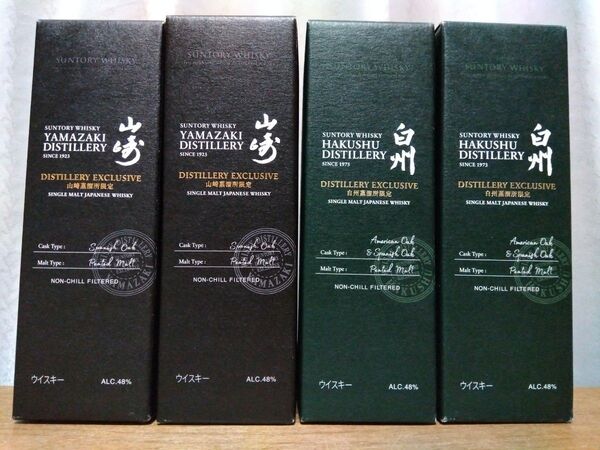 SUNTORY WHISKY
SUNTORY WHISKY
YAMAZAKI
DISTILLERY
SINCE 1923
山崎
DISTILLERY EXCLUSIVE
山崎蒸溜所限定
SINGLE MALT JAPANESE WHISKY
Cask Type : Spanish Oak
Malt Type : Peated Malt
NON-CHILL FILTERED
ウイスキー ALC.48%
SUNTORY WHISKY
SUNTORY WHISKY
YAMAZAKI
DISTILLERY
SINCE 1923
山崎
DISTILLERY EXCLUSIVE
山崎蒸溜所限定
SINGLE MALT JAPANESE WHISKY
Cask Type : Spanish Oak
Malt Type : Peated Malt
NON-CHILL FILTERED
ウイスキー ALC.48%
SUNTORY WHISKY
SUNTORY WHISKY
HAKUSHU
DISTILLERY
SINCE 1973
白州
DISTILLERY EXCLUSIVE
白州蒸溜所限定
SINGLE MALT JAPANESE WHISKY
American Oak
Cask Type : & Spanish Oak
Malt Type : Peated Malt
NON-CHILL FILTERED
ウイスキー ALC.48%
SUNTORY WHISKY
SUNTORY WHISKY
HAKUSHU
DISTILLERY
SINCE 1973
白州
DISTILLERY EXCLUSIVE
白州蒸溜所限定
SINGLE MALT JAPANESE WHISKY
American Oak
Cask Type : & Spanish Oak
Malt Type : Peated Malt
NON-CHILL FILTERED
ウイスキー ALC.48%